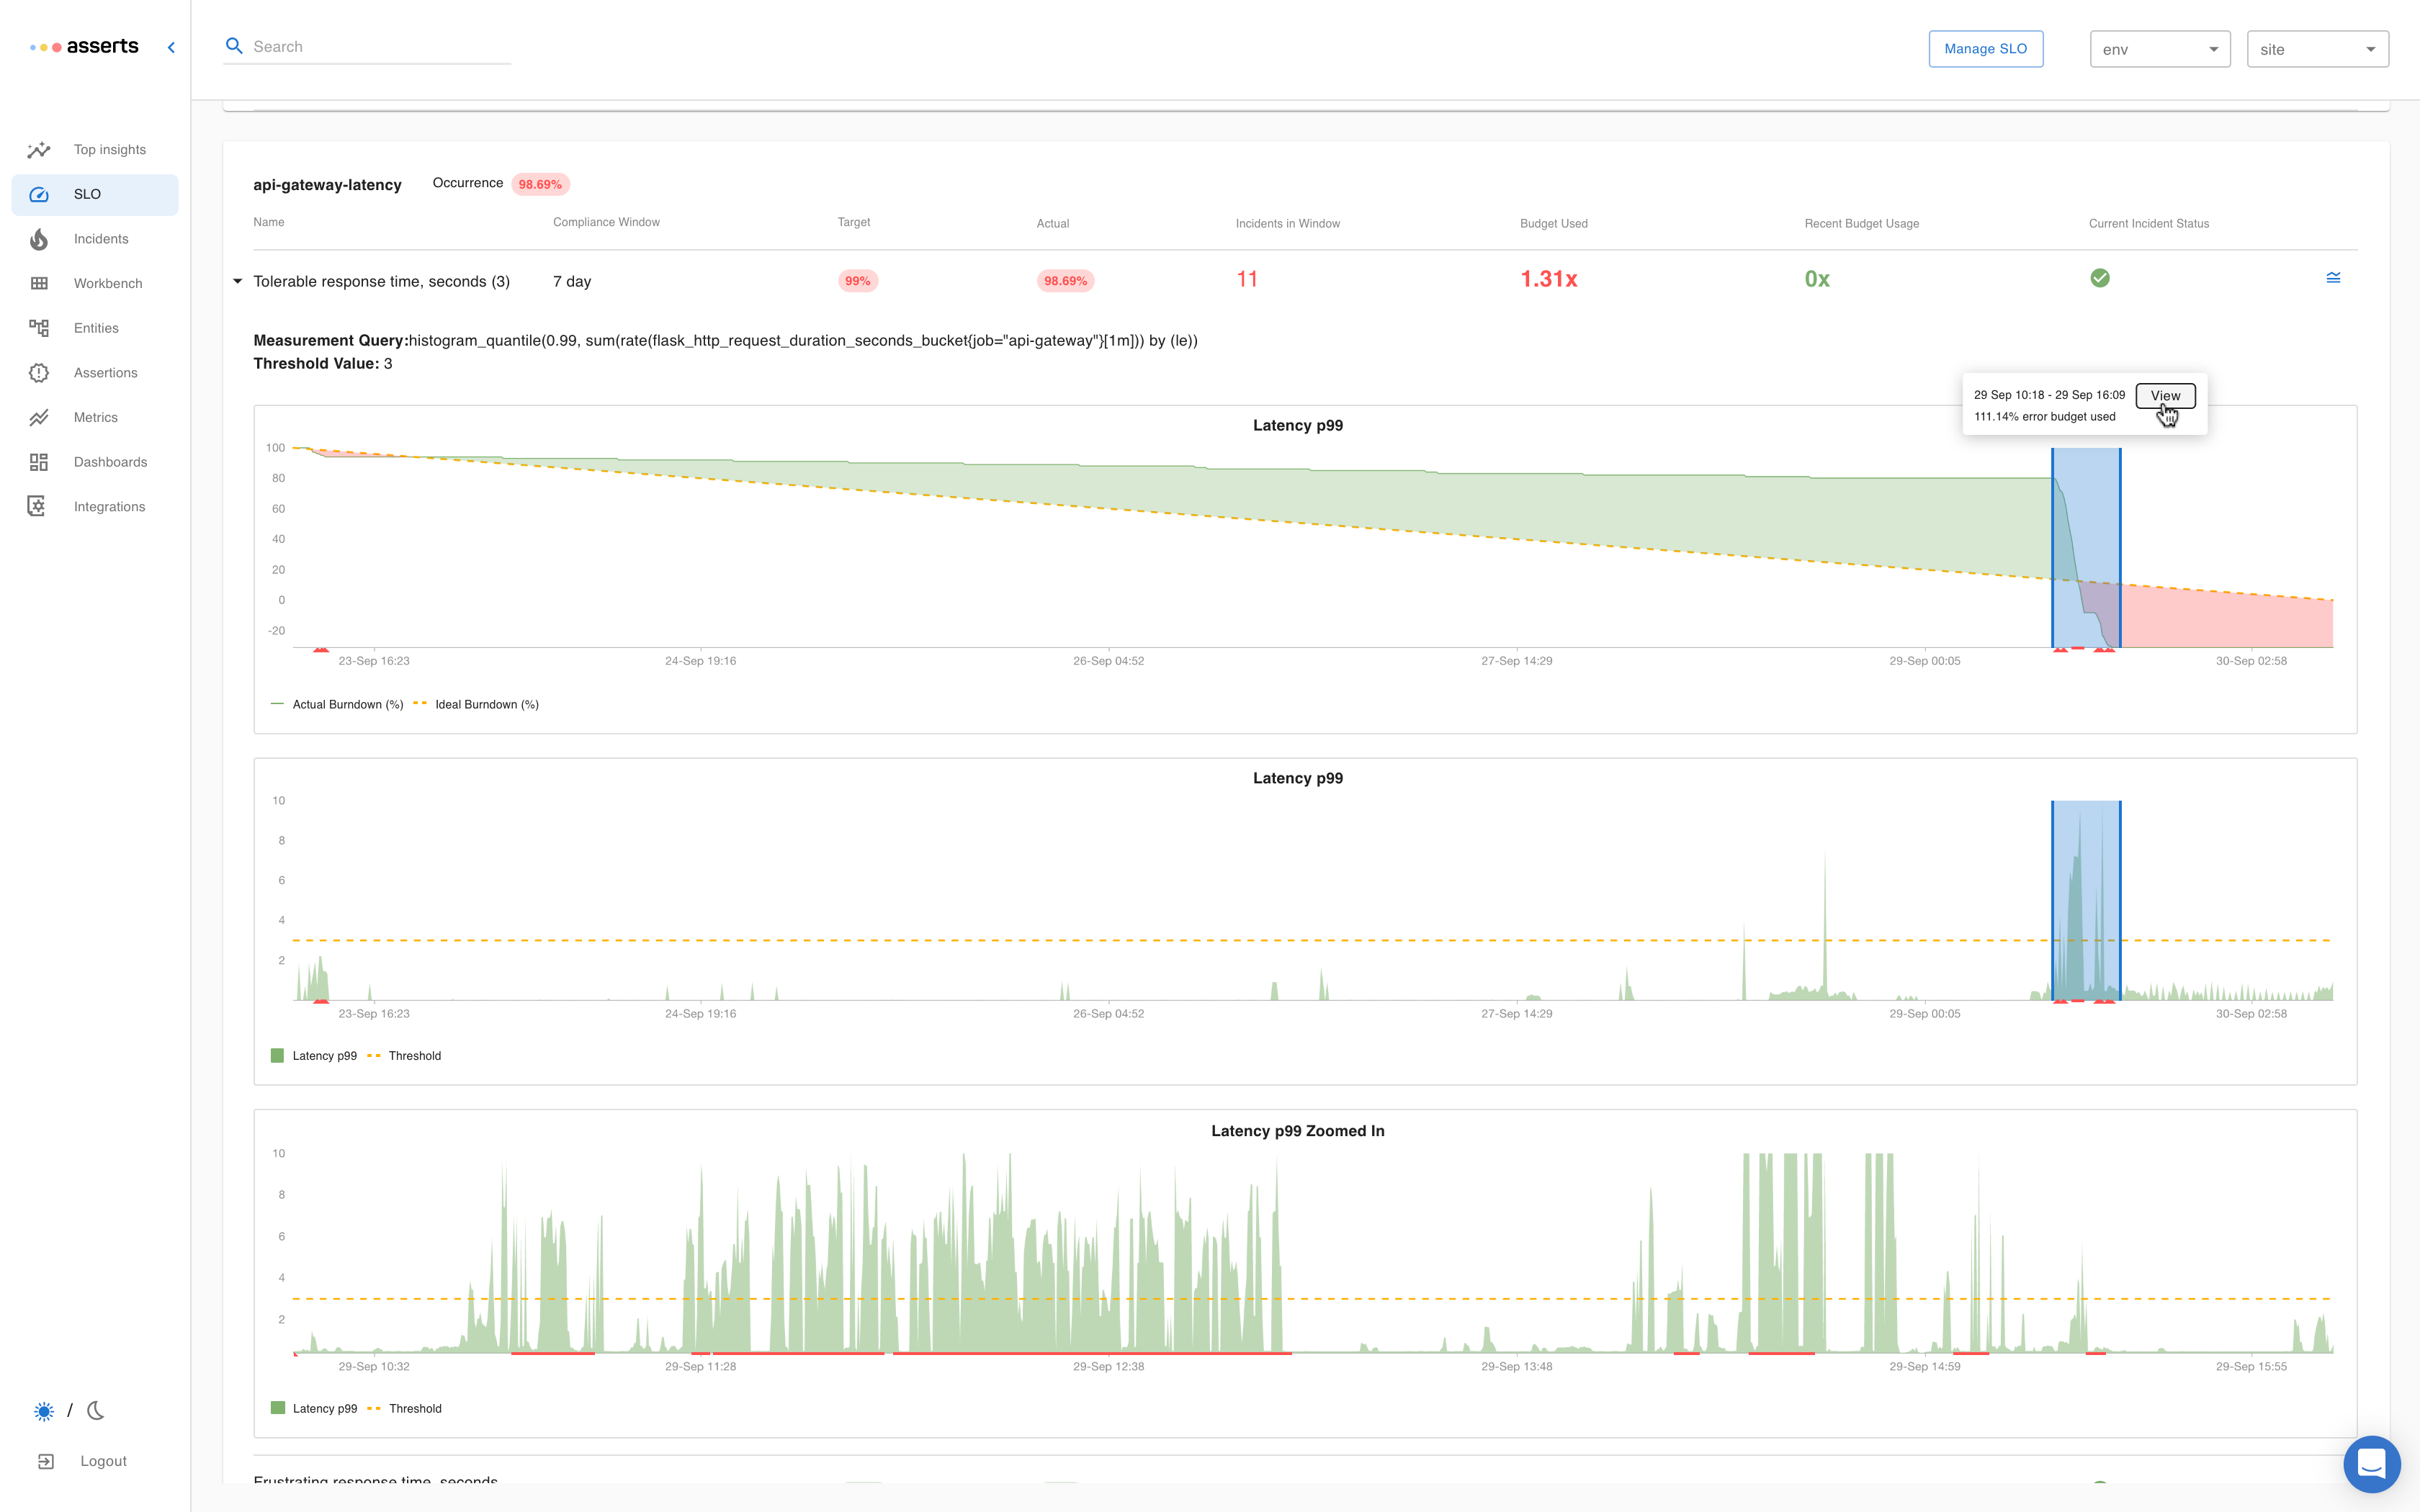 asserts
Search
Manage SLO
env
site
Top insights
SLO
Incidents
Workbench
Entities
Assertions
Metrics
Dashboards
Integrations
/
Logout
api-gateway-latency Occurrence 98.69%
Name Compliance Window Target Actual Incidents in Window Budget Used Recent Budget Usage Current Incident Status
Tolerable response time, seconds (3) 7 day 99% 98.69% 11 1.31x 0x
Measurement Query:histogram_quantile(0.99, sum(rate(flask_http_request_duration_seconds_bucket{job="api-gateway"}[1m])) by (le))
Threshold Value: 3
29 Sep 10:18 - 29 Sep 16:09 View
111.14% error budget used
Latency p99
100
80
60
40
20
0
-20
23-Sep 16:23 24-Sep 19:16 26-Sep 04:52 27-Sep 14:29 29-Sep 00:05 30-Sep 02:58
Actual Burndown (%) Ideal Burndown (%)
Latency p99
10
8
6
4
2
23-Sep 16:23 24-Sep 19:16 26-Sep 04:52 27-Sep 14:29 29-Sep 00:05 30-Sep 02:58
Latency p99 Threshold
Latency p99 Zoomed In
10
8
6
4
2
29-Sep 10:32 29-Sep 11:28 29-Sep 12:38 29-Sep 13:48 29-Sep 14:59 29-Sep 15:55
Latency p99 Threshold
Frustrating response time, seconds